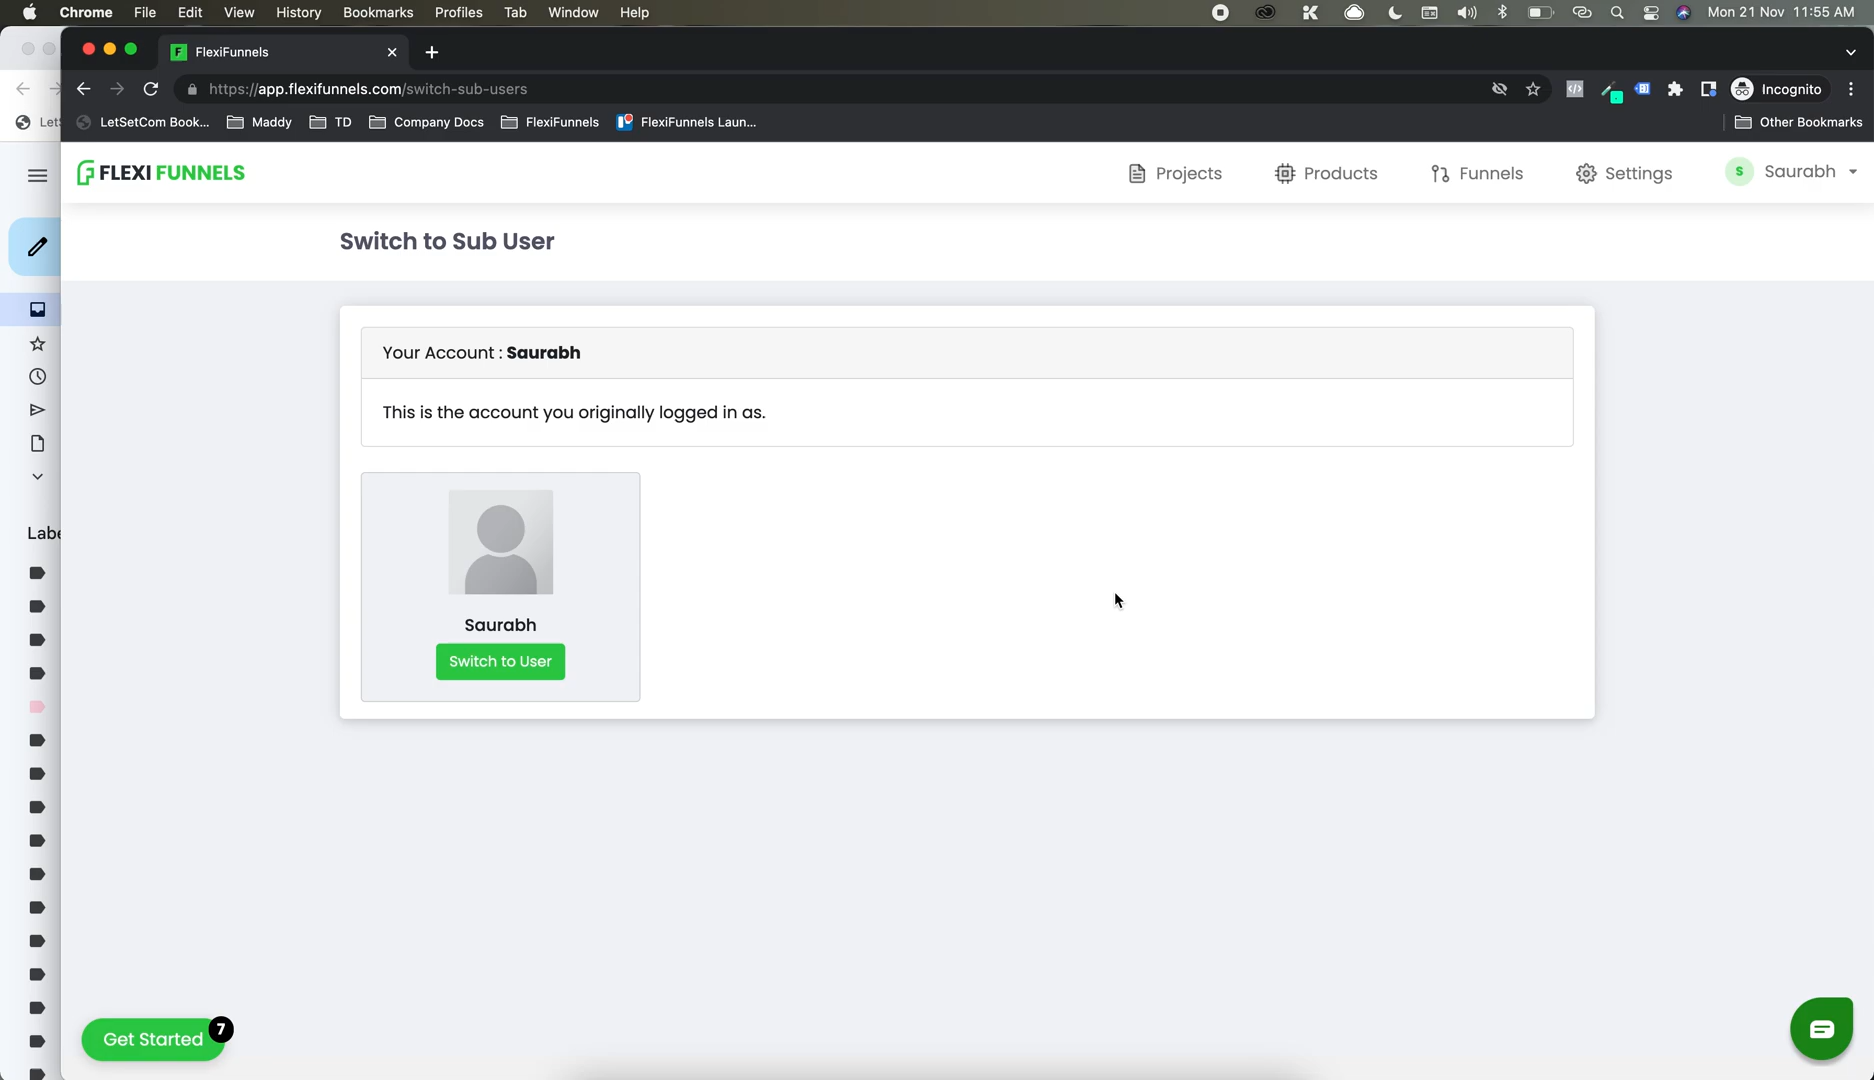 Chrome File Edit View History Bookmarks Profiles Tab Window Help Mon 21 Nov 11:55 AM
FlexiFunnels
https://app.flexifunnels.com/switch-sub-users Incognito
LetSetCom Book... Maddy TD Company Docs FlexiFunnels FlexiFunnels Laun... Other Bookmarks
FLEXI FUNNELS Projects Products Funnels Settings S Saurabh
Switch to Sub User
Your Account : Saurabh
This is the account you originally logged in as.
Saurabh
Switch to User
Get Started 7